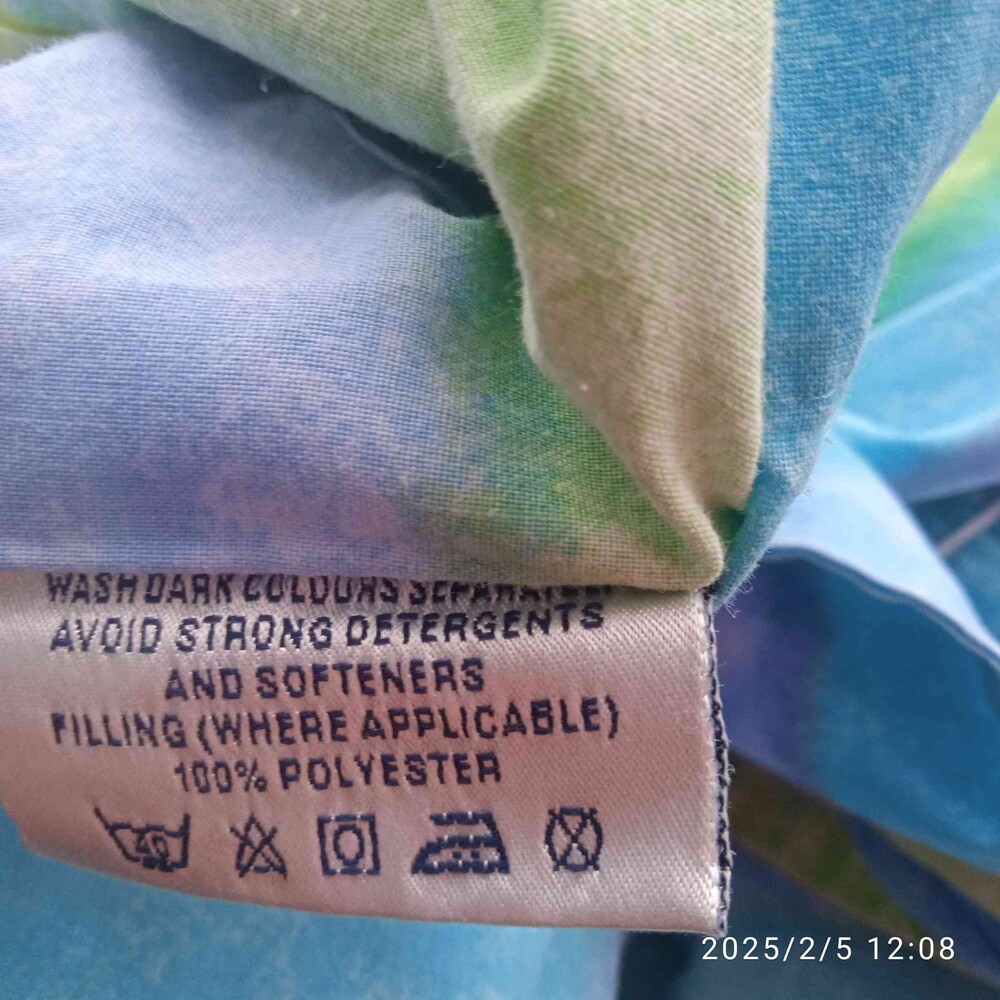 WASH DARK COLOURS SEPARATELY
AVOID STRONG DETERGENTS
AND SOFTENERS
FILLING (WHERE APPLICABLE)
100% POLYESTER
40
2025/2/5 12:08